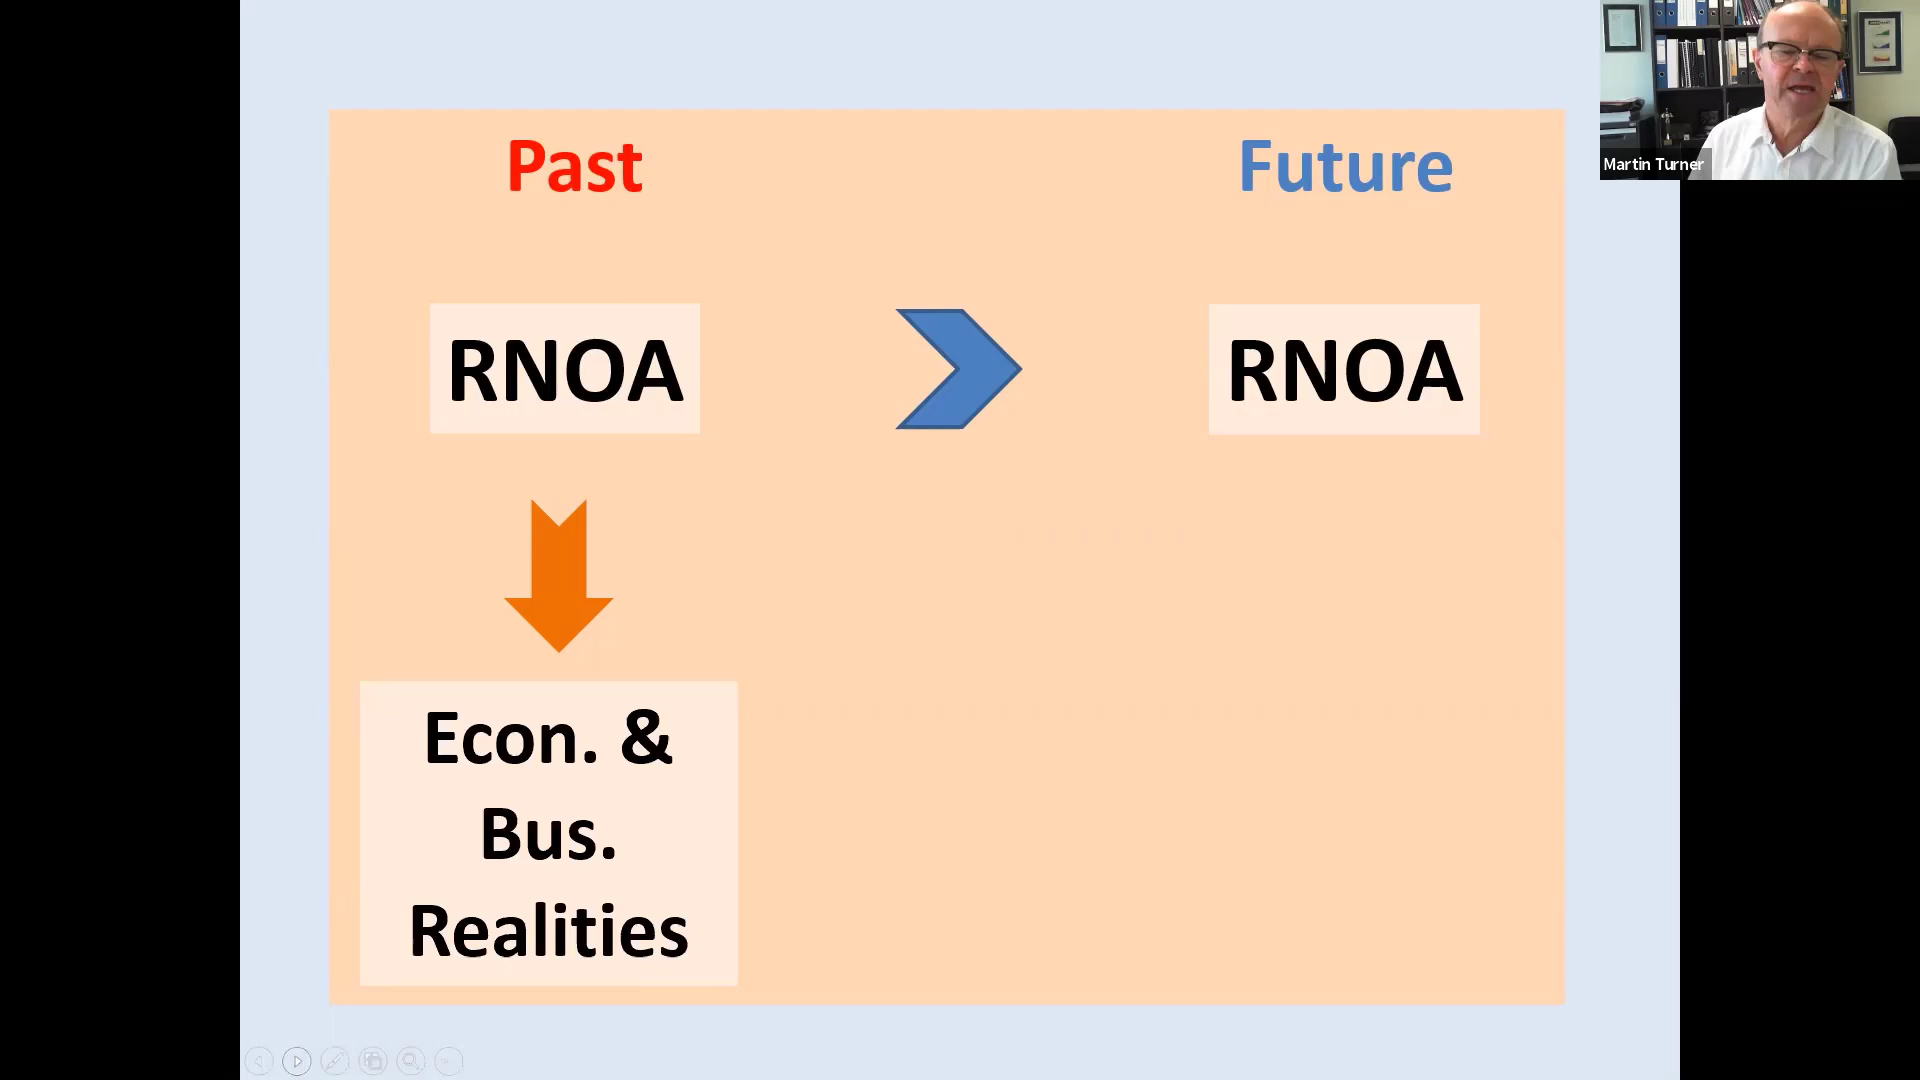 Past
Future
RNOA
RNOA
Econ. &
Bus.
Realities
Martin Turner